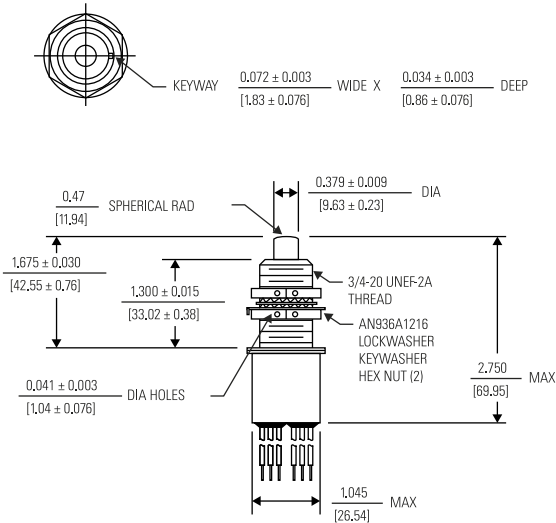 KEYWAY 0.072 ± 0.003 WIDE X 0.034 ± 0.003 DEEP
[1.83 ± 0.076] [0.86 ± 0.076]
0.379 ± 0.009 DIA
[9.63 ± 0.23]
0.47 SPHERICAL RAD
[11.94]
1.675 ± 0.030
[42.55 ± 0.76]
1.300 ± 0.015
[33.02 ± 0.38]
3/4-20 UNEF-2A
THREAD
AN936A1216
LOCKWASHER
KEYWASHER
HEX NUT (2)
2.750 MAX
[69.95]
0.041 ± 0.003 DIA HOLES
[1.04 ± 0.076]
1.045 MAX
[26.54]